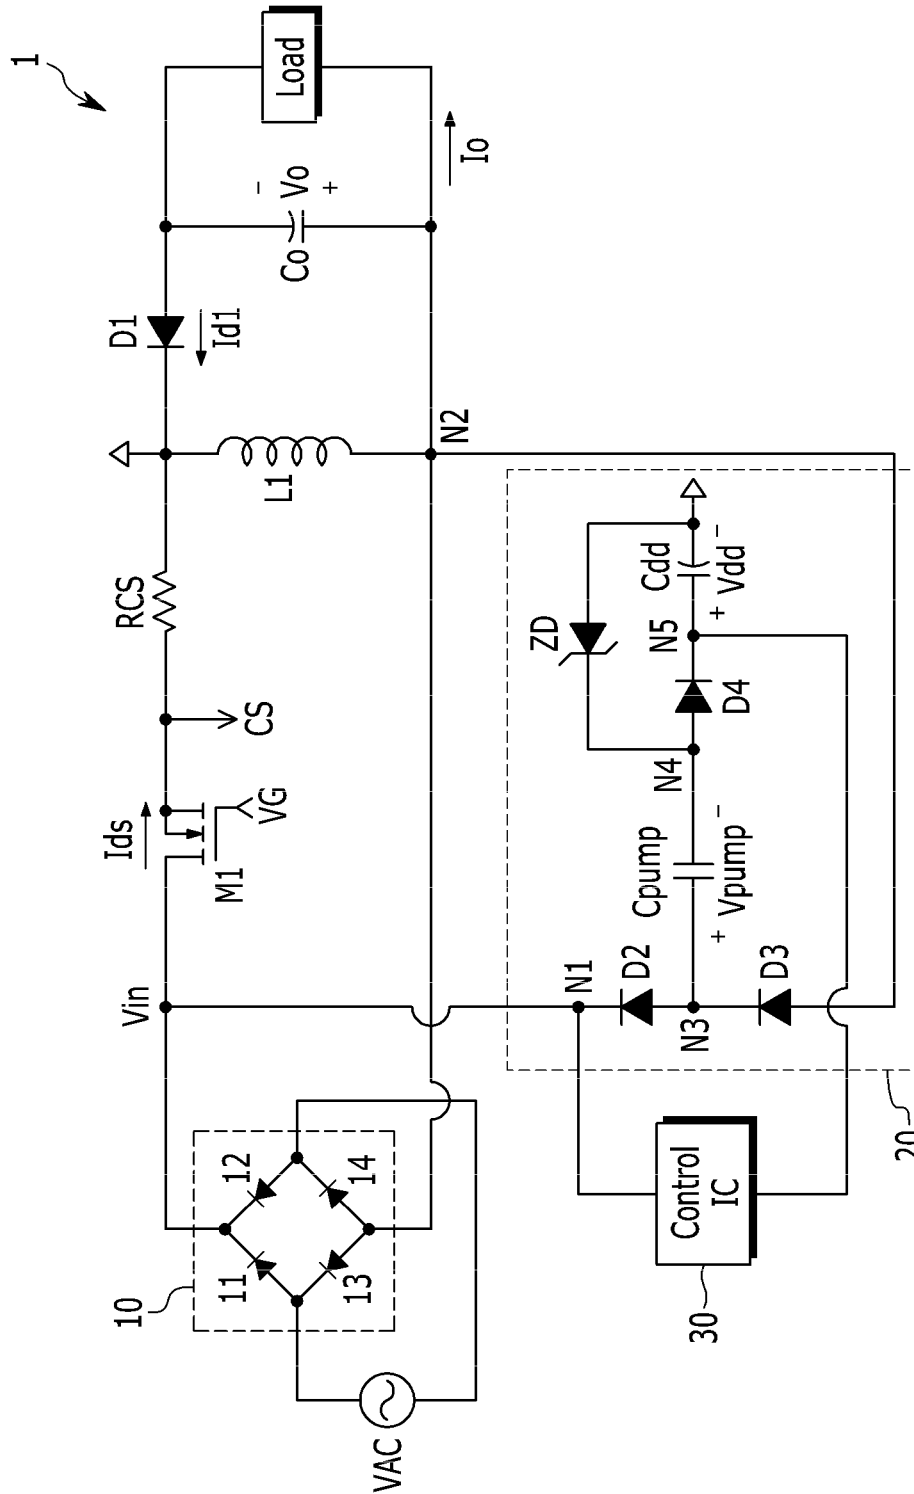 1
Load
Io
- Vo +
Co
D1
Id1
L1
N2
RCS
CS
Ids
VG
M1
Vin
10
11
12
13
14
VAC
N1
D2
N3
D3
Cpump
+ Vpump -
N4
D4
ZD
N5
Cdd
+ Vdd -
Control
IC
30
20